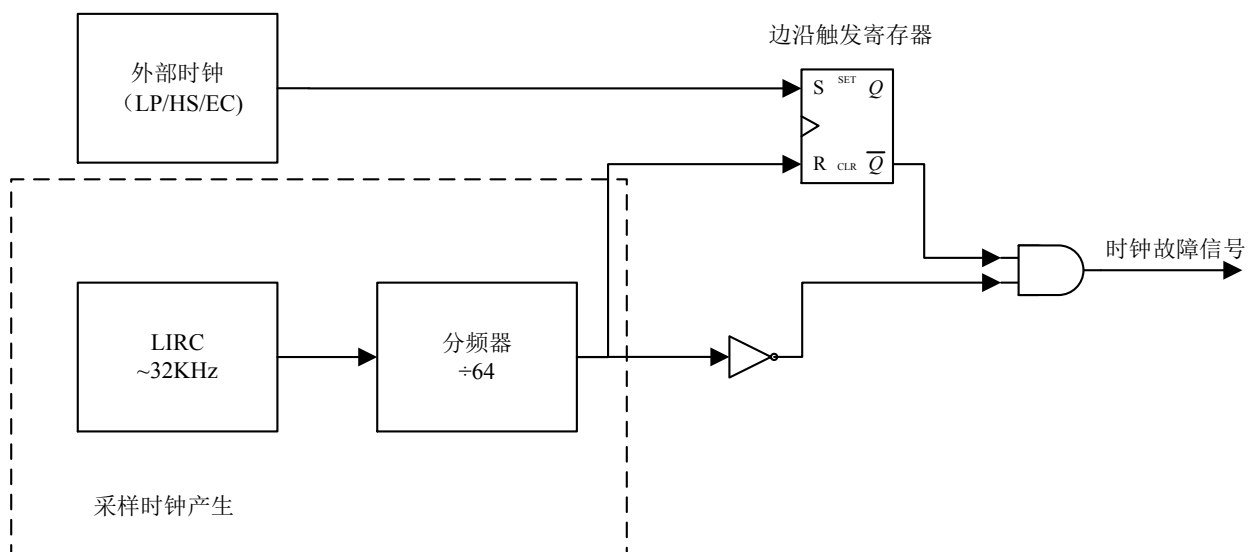 边沿触发寄存器
外部时钟
（LP/HS/EC)
S SET Q
R CLR Q̅
时钟故障信号
LIRC
~32KHz
分频器
÷64
采样时钟产生